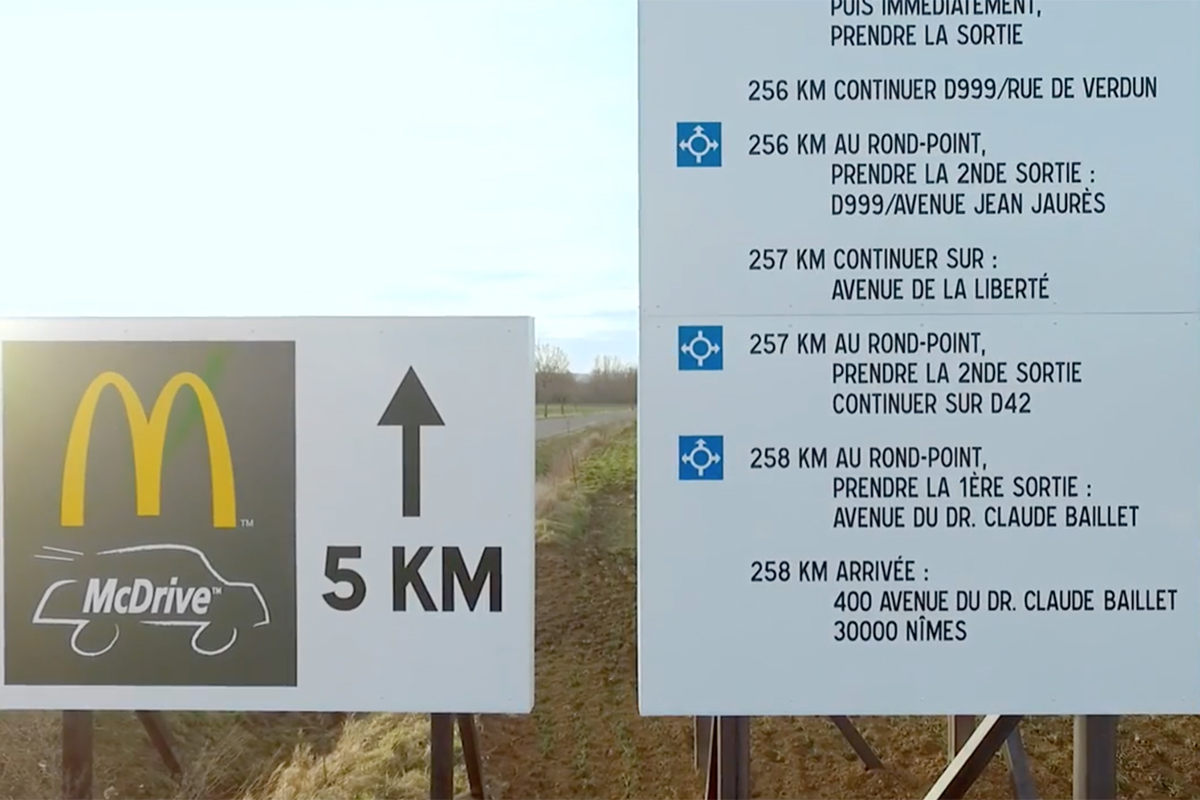 McDrive™
5 KM
PUIS IMMÉDIATEMENT,
PRENDRE LA SORTIE
256 KM CONTINUER D999/RUE DE VERDUN
256 KM AU ROND-POINT,
PRENDRE LA 2NDE SORTIE :
D999/AVENUE JEAN JAURÈS
257 KM CONTINUER SUR :
AVENUE DE LA LIBERTÉ
257 KM AU ROND-POINT,
PRENDRE LA 2NDE SORTIE
CONTINUER SUR D42
258 KM AU ROND-POINT,
PRENDRE LA 1ÈRE SORTIE :
AVENUE DU DR. CLAUDE BAILLET
258 KM ARRIVÉE :
400 AVENUE DU DR. CLAUDE BAILLET
30000 NÎMES